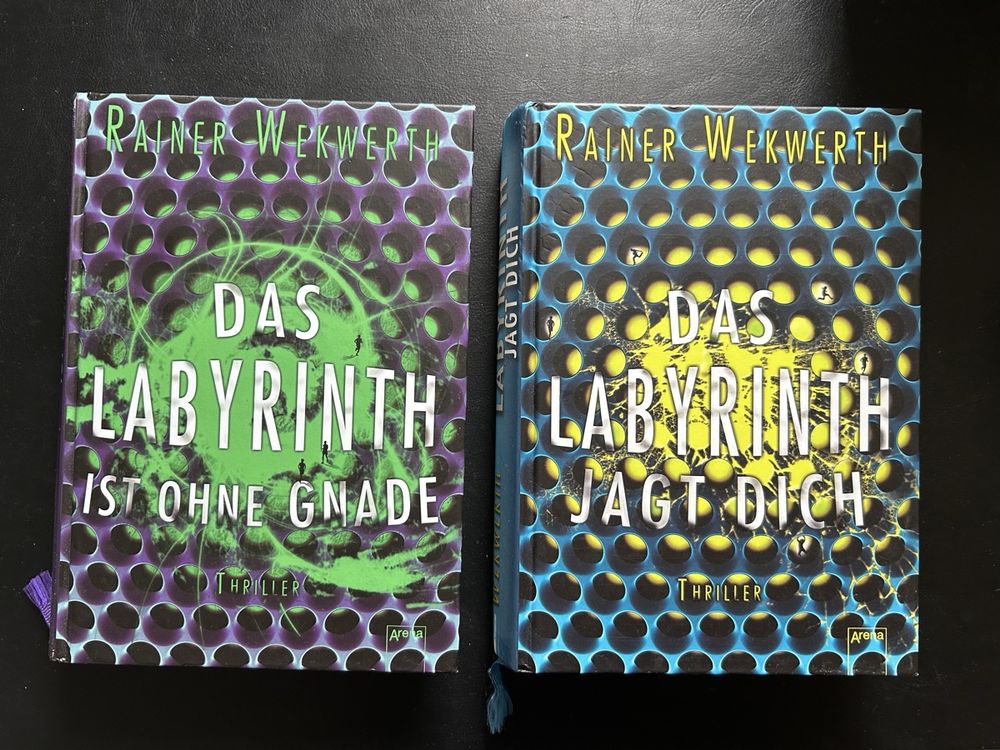 RAINER WEKWERTH
DAS
LABYRINTH
IST OHNE GNADE
THRILLER
Arena
RAINER WEKWERTH
DAS
LABYRINTH
JAGT DICH
THRILLER
Arena
JAGT DICH
WEKWERTH